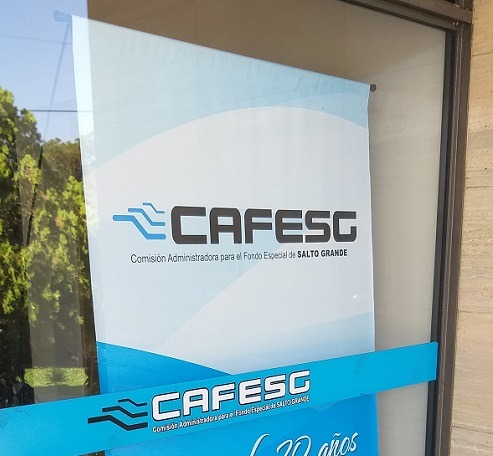 CAFESG
Comisión Administradora para el Fondo Especial de SALTO GRANDE
CAFESG
Comisión Administradora para el Fondo Especial de SALTO GRANDE
20 años